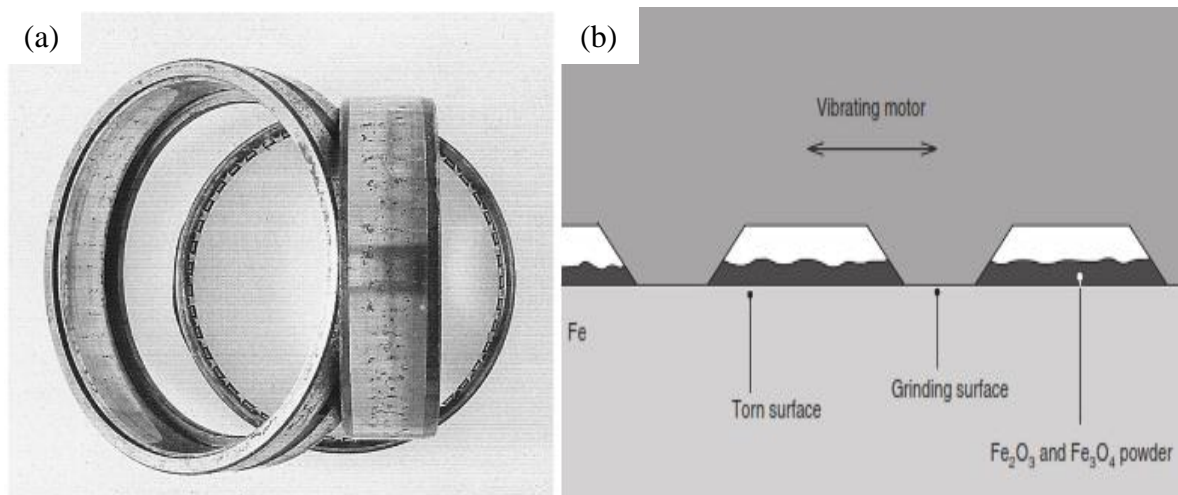 (a)
(b)
Vibrating motor
Fe
Torn surface
Grinding surface
Fe₂O₃ and Fe₃O₄ powder